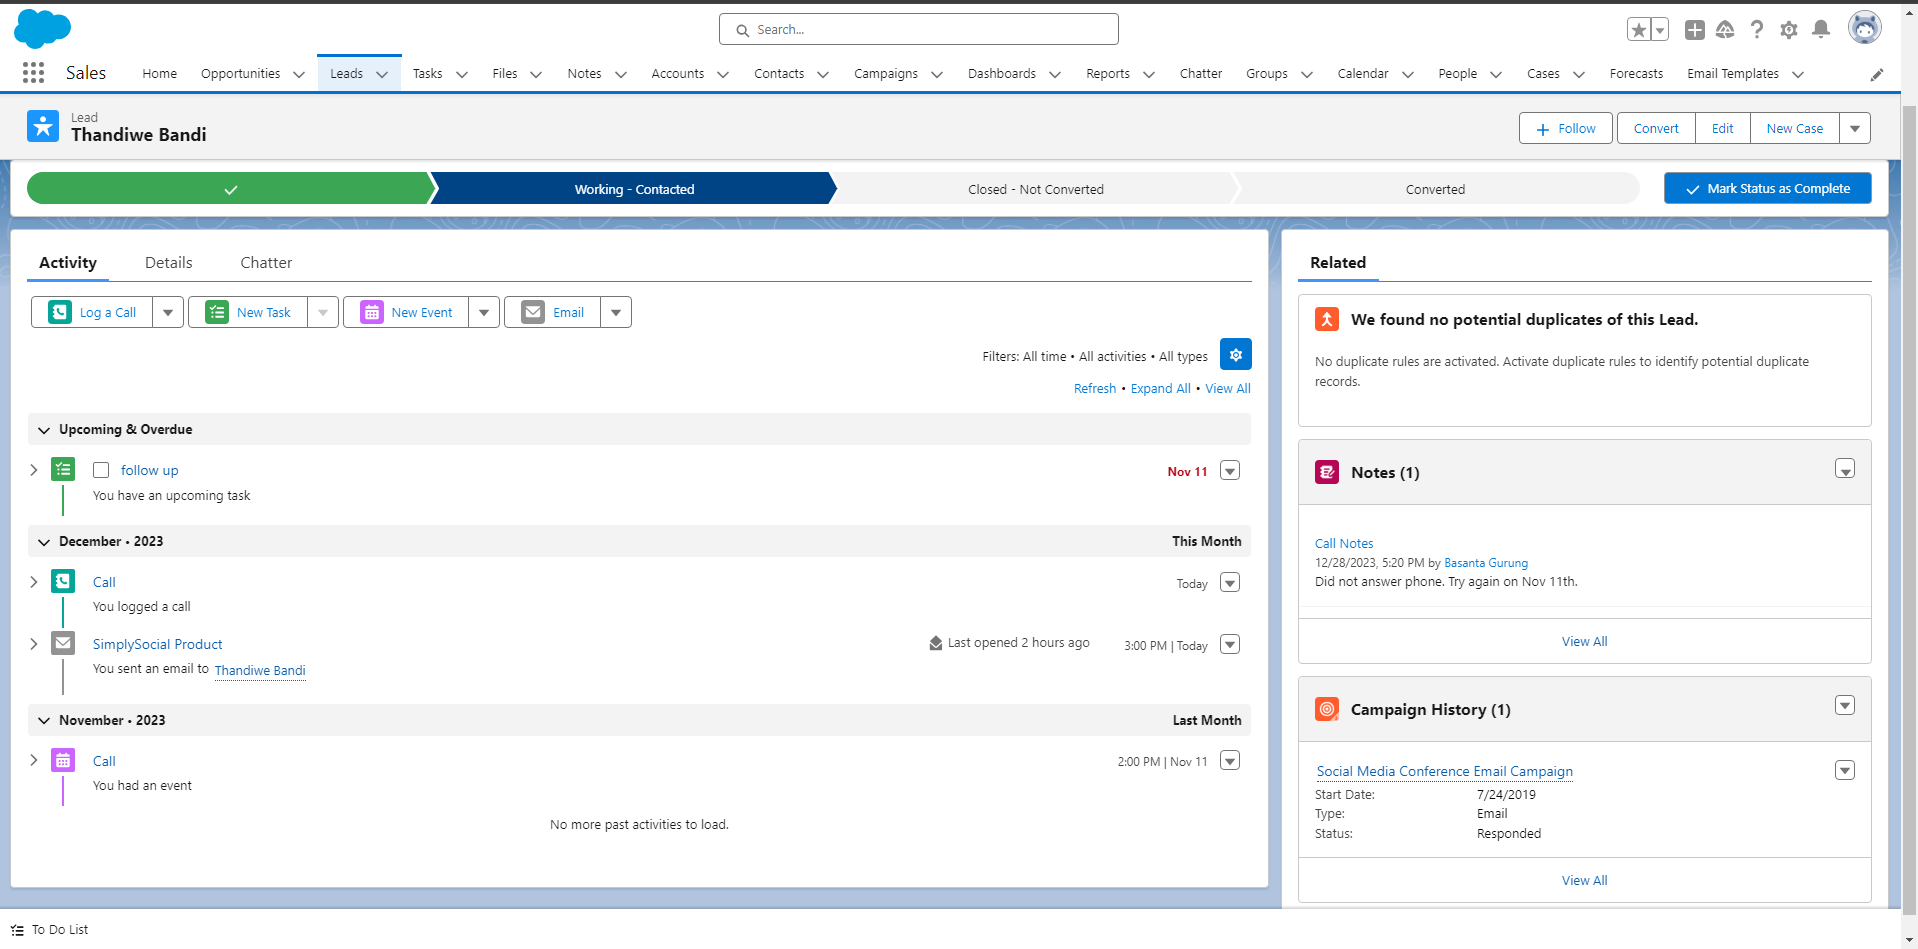 Search...
Sales
Home
Opportunities
Leads
Tasks
Files
Notes
Accounts
Contacts
Campaigns
Dashboards
Reports
Chatter
Groups
Calendar
People
Cases
Forecasts
Email Templates
Lead
Thandiwe Bandi
Follow
Convert
Edit
New Case
Working - Contacted
Closed - Not Converted
Converted
Mark Status as Complete
Activity
Details
Chatter
Log a Call
New Task
New Event
Email
Filters: All time • All activities • All types
Refresh • Expand All • View All
Upcoming & Overdue
follow up
Nov 11
You have an upcoming task
December • 2023
This Month
Call
Today
You logged a call
SimplySocial Product
Last opened 2 hours ago
3:00 PM | Today
You sent an email to Thandiwe Bandi
November • 2023
Last Month
Call
2:00 PM | Nov 11
You had an event
No more past activities to load.
Related
We found no potential duplicates of this Lead.
No duplicate rules are activated. Activate duplicate rules to identify potential duplicate
records.
Notes (1)
Call Notes
12/28/2023, 5:20 PM by Basanta Gurung
Did not answer phone. Try again on Nov 11th.
View All
Campaign History (1)
Social Media Conference Email Campaign
Start Date: 7/24/2019
Type: Email
Status: Responded
View All
To Do List